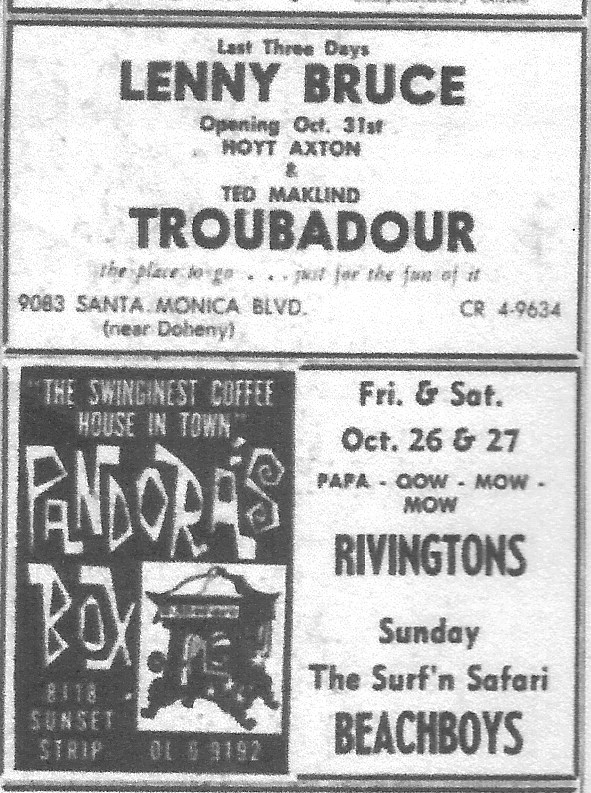 Last Three Days
LENNY BRUCE
Opening Oct. 31st
HOYT AXTON
&
TED MAKLIND
TROUBADOUR
the place to go . . . just for the fun of it
9083 SANTA MONICA BLVD. CR 4-9634
(near Doheny)
"THE SWINGINEST COFFEE
HOUSE IN TOWN"
PANDORA'S
BOX
8118
SUNSET
STRIP OL 6 9192
Fri. & Sat.
Oct. 26 & 27
PAPA - OOW - MOW -
MOW
RIVINGTONS
Sunday
The Surf'n Safari
BEACHBOYS